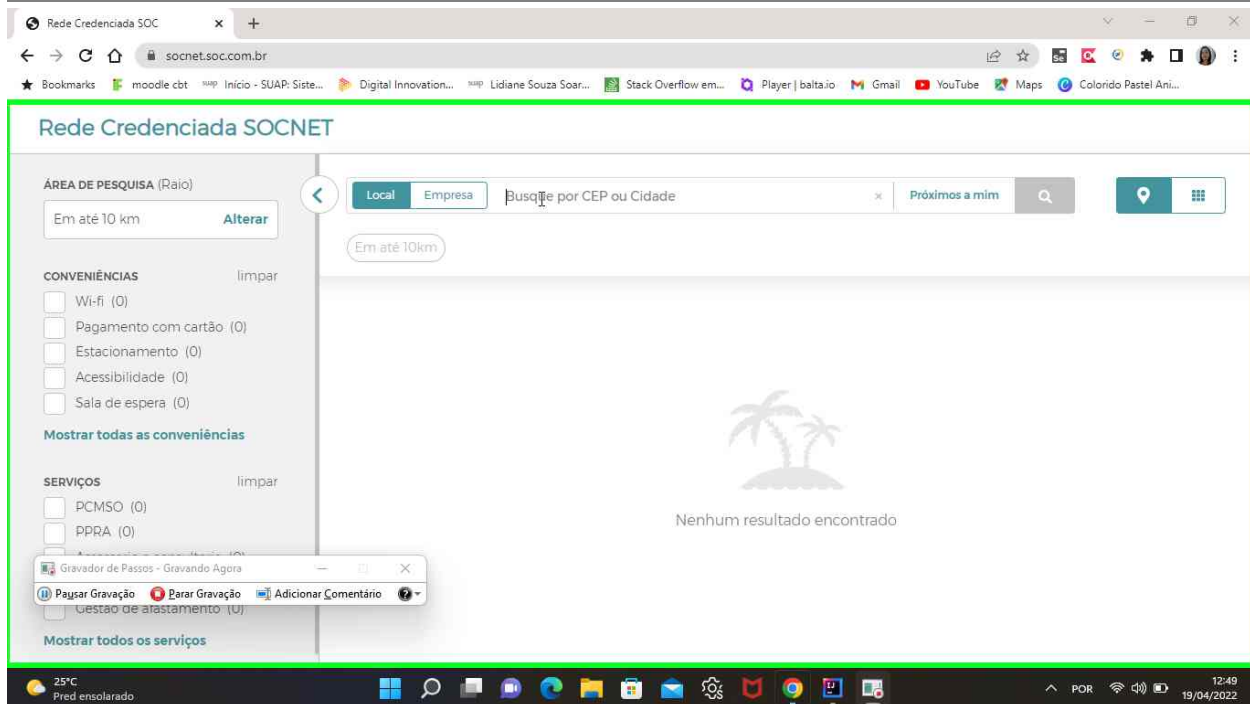 Rede Credenciada SOC
socnet.soc.com.br
Bookmarks moodle cbt suap Início - SUAP: Siste... Digital Innovation... suap Lidiane Souza Soar... Stack Overflow em... Player | balta.io Gmail YouTube Maps Colorido Pastel Ani...
Rede Credenciada SOCNET
ÁREA DE PESQUISA (Raio)
Em até 10 km Alterar
Local Empresa Busque por CEP ou Cidade Próximos a mim
Em até 10km
CONVENIÊNCIAS limpar
Wi-fi (0)
Pagamento com cartão (0)
Estacionamento (0)
Acessibilidade (0)
Sala de espera (0)
Mostrar todas as conveniências
SERVIÇOS limpar
PCMSO (0)
PPRA (0)
Nenhum resultado encontrado
Gravador de Passos - Gravando Agora
Pausar Gravação Parar Gravação Adicionar Comentário
Gestão de afastamento (0)
Mostrar todos os serviços
25°C
Pred ensolarado
POR
12:49
19/04/2022